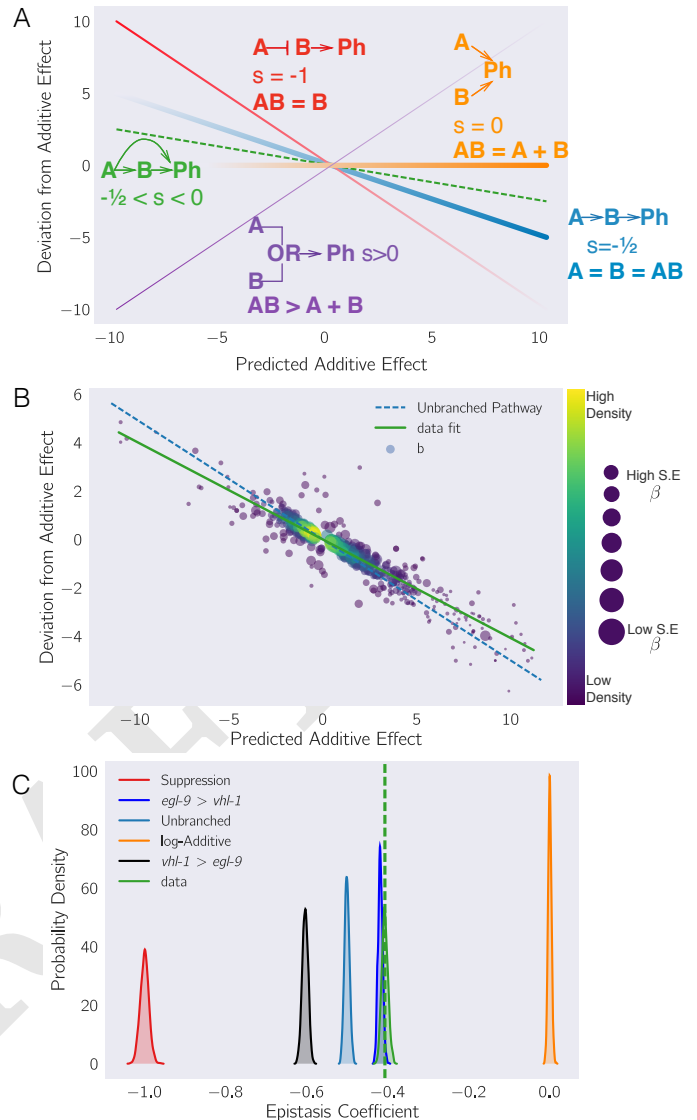 A
A ⊣ B → Ph
s = -1
AB = B
A
Ph
B
s = 0
AB = A + B
A → B → Ph
-½ < s < 0
A
OR → Ph s>0
B
AB > A + B
A → B → Ph
s=-½
A = B = AB
10
5
0
−5
−10
Deviation from Additive Effect
−10
−5
0
5
10
Predicted Additive Effect
B
Unbranched Pathway
data fit
b
6
4
2
0
−2
−4
−6
Deviation from Additive Effect
−10
−5
0
5
10
Predicted Additive Effect
High
Density
Low
Density
High S.E
β
Low S.E
β
C
Suppression
egl-9 > vhl-1
Unbranched
log-Additive
vhl-1 > egl-9
data
100
80
60
40
20
0
Probability Density
−1.0
−0.8
−0.6
−0.4
−0.2
0.0
Epistasis Coefficient